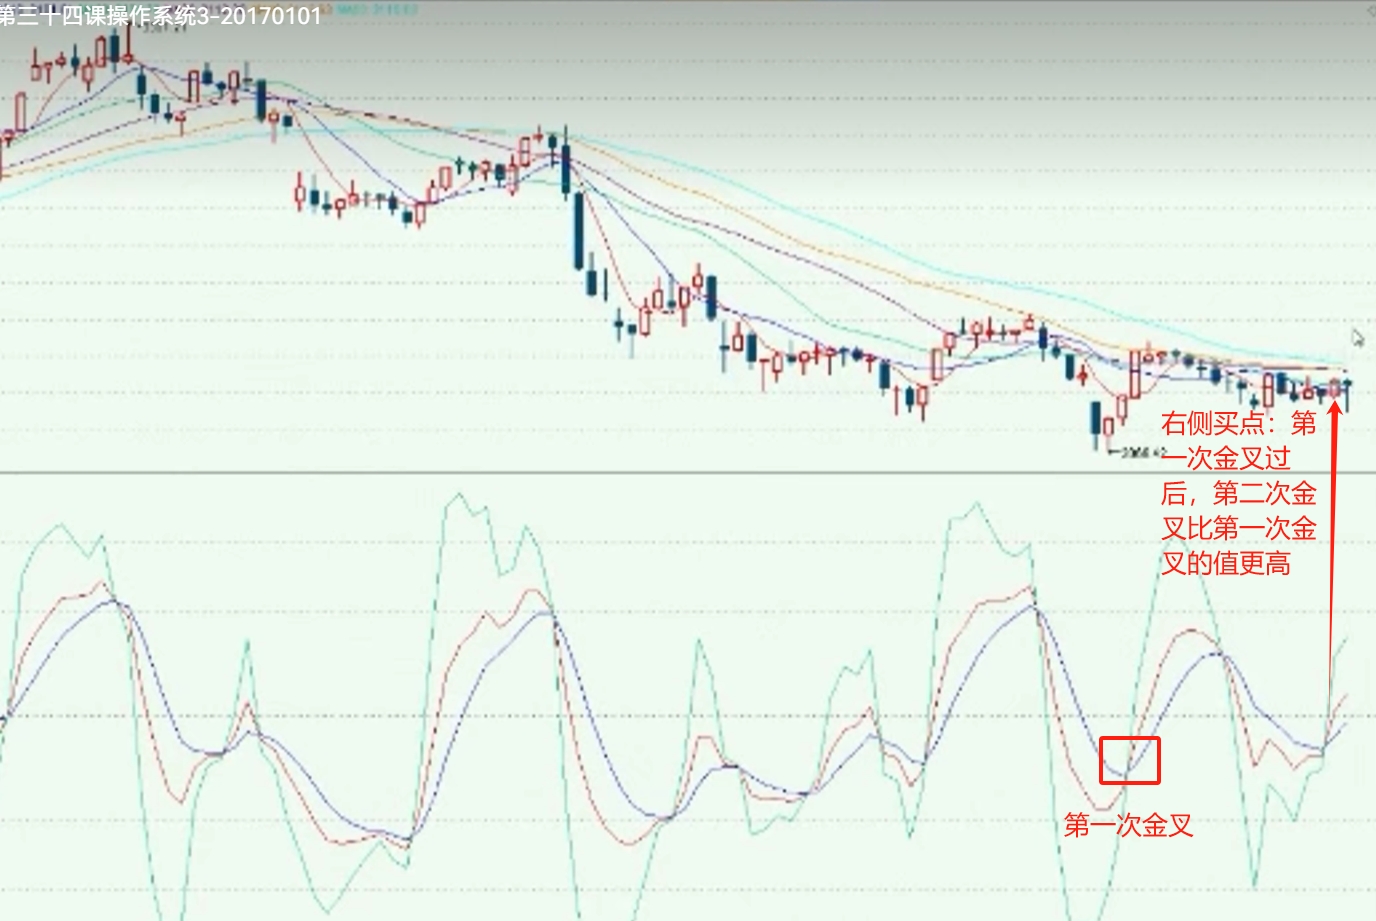 第三十四课操作系统3-20170101
右侧买点：第
一次金叉过
后，第二次金
叉比第一次金
叉的值更高
第一次金叉